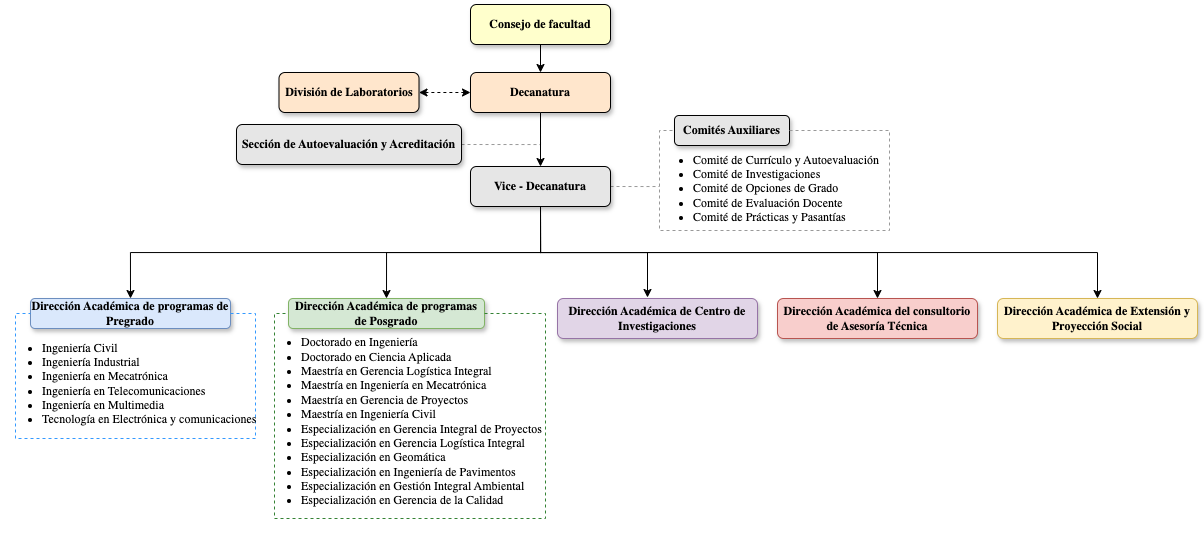 Consejo de facultad
División de Laboratorios
Decanatura
Sección de Autoevaluación y Acreditación
Vice - Decanatura
Comités Auxiliares
Comité de Currículo y Autoevaluación
Comité de Investigaciones
Comité de Opciones de Grado
Comité de Evaluación Docente
Comité de Prácticas y Pasantías
Dirección Académica de programas de
Pregrado
Ingeniería Civil
Ingeniería Industrial
Ingeniería en Mecatrónica
Ingeniería en Telecomunicaciones
Ingeniería en Multimedia
Tecnología en Electrónica y comunicaciones
Dirección Académica de programas
de Posgrado
Doctorado en Ingeniería
Doctorado en Ciencia Aplicada
Maestría en Gerencia Logística Integral
Maestría en Ingeniería en Mecatrónica
Maestría en Gerencia de Proyectos
Maestría en Ingeniería Civil
Especialización en Gerencia Integral de Proyectos
Especialización en Gerencia Logística Integral
Especialización en Geomática
Especialización en Ingeniería de Pavimentos
Especialización en Gestión Integral Ambiental
Especialización en Gerencia de la Calidad
Dirección Académica de Centro de
Investigaciones
Dirección Académica del consultorio
de Asesoría Técnica
Dirección Académica de Extensión y
Proyección Social